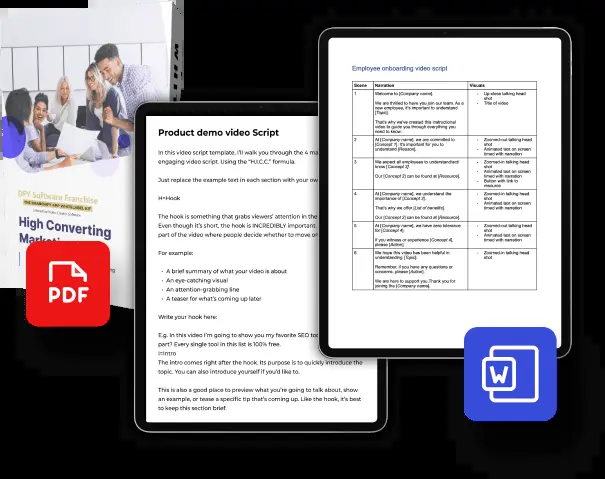 DPF Software Franchise
High Converting
PDF
Product demo video Script
In this video script template, I'll walk you through the 4
engaging video script. Using the "H.I.C.C." formula.
Just replace the example text in each section with your
H=Hook
The hook is something that grabs viewers' attention in the
Even though it's short, the hook is INCREDIBLY important.
part of the video where people decide whether to move
For example:
- A brief summary of what your video is about
- An eye-catching visual
- An attention-grabbing line
- A teaser for what's coming up later
Write your hook here:
E.g. In this video I'm going to show you my favorite SEO
part? Every single tool in this list is 100% free.
I=Intro
The intro comes right after the hook. Its purpose is to quickly introduce the
topic. You can also introduce yourself if you'd like to.
This is also a good place to preview what you're going to talk about, show
an example, or tease a specific tip that's coming up. Like the hook, it's best
to keep this section brief.
Employee onboarding video script
Scene Narration Visuals
1
Welcome to [Company name].
We are thrilled to have you join our team. As a
new employee, it's important to understand
[Topic].
That's why we've created this instructional
video to guide you through everything you
need to know.
- Up-close talking head
shot
- Title of video
2
At [Company name], we are committed to
[Concept 1]. It's important for you to
understand [Reason].
- Zoomed-out talking head
shot
- Animated text on screen
timed with narration
3
We expect all employees to understand/act/
know [Concept 2].
Our [Concept 2] can be found at [Resource].
- Zoomed-in talking head
shot
- Animated text on screen
timed with narration
- Button with link to
resource
4
At [Company name], we understand the
importance of [Concept 3].
That's why we offer [List of benefits].
Our [Concept 3] can be found at [Resource].
- Zoomed-in talking head
shot
- Animated text on screen
timed with narration
5
At [Company name], we have zero tolerance
for [Concept 4].
If you witness or experience [Concept 4],
please [Action].
- Zoomed-out talking head
shot
- Animated text on screen
timed with narration
6
We hope this video has been helpful in
understanding [Topic].
Remember, if you have any questions or
concerns, please [Action].
We are here to support you. Thank you for
joining the [Company name].
- Zoomed-in talking head
shot
W